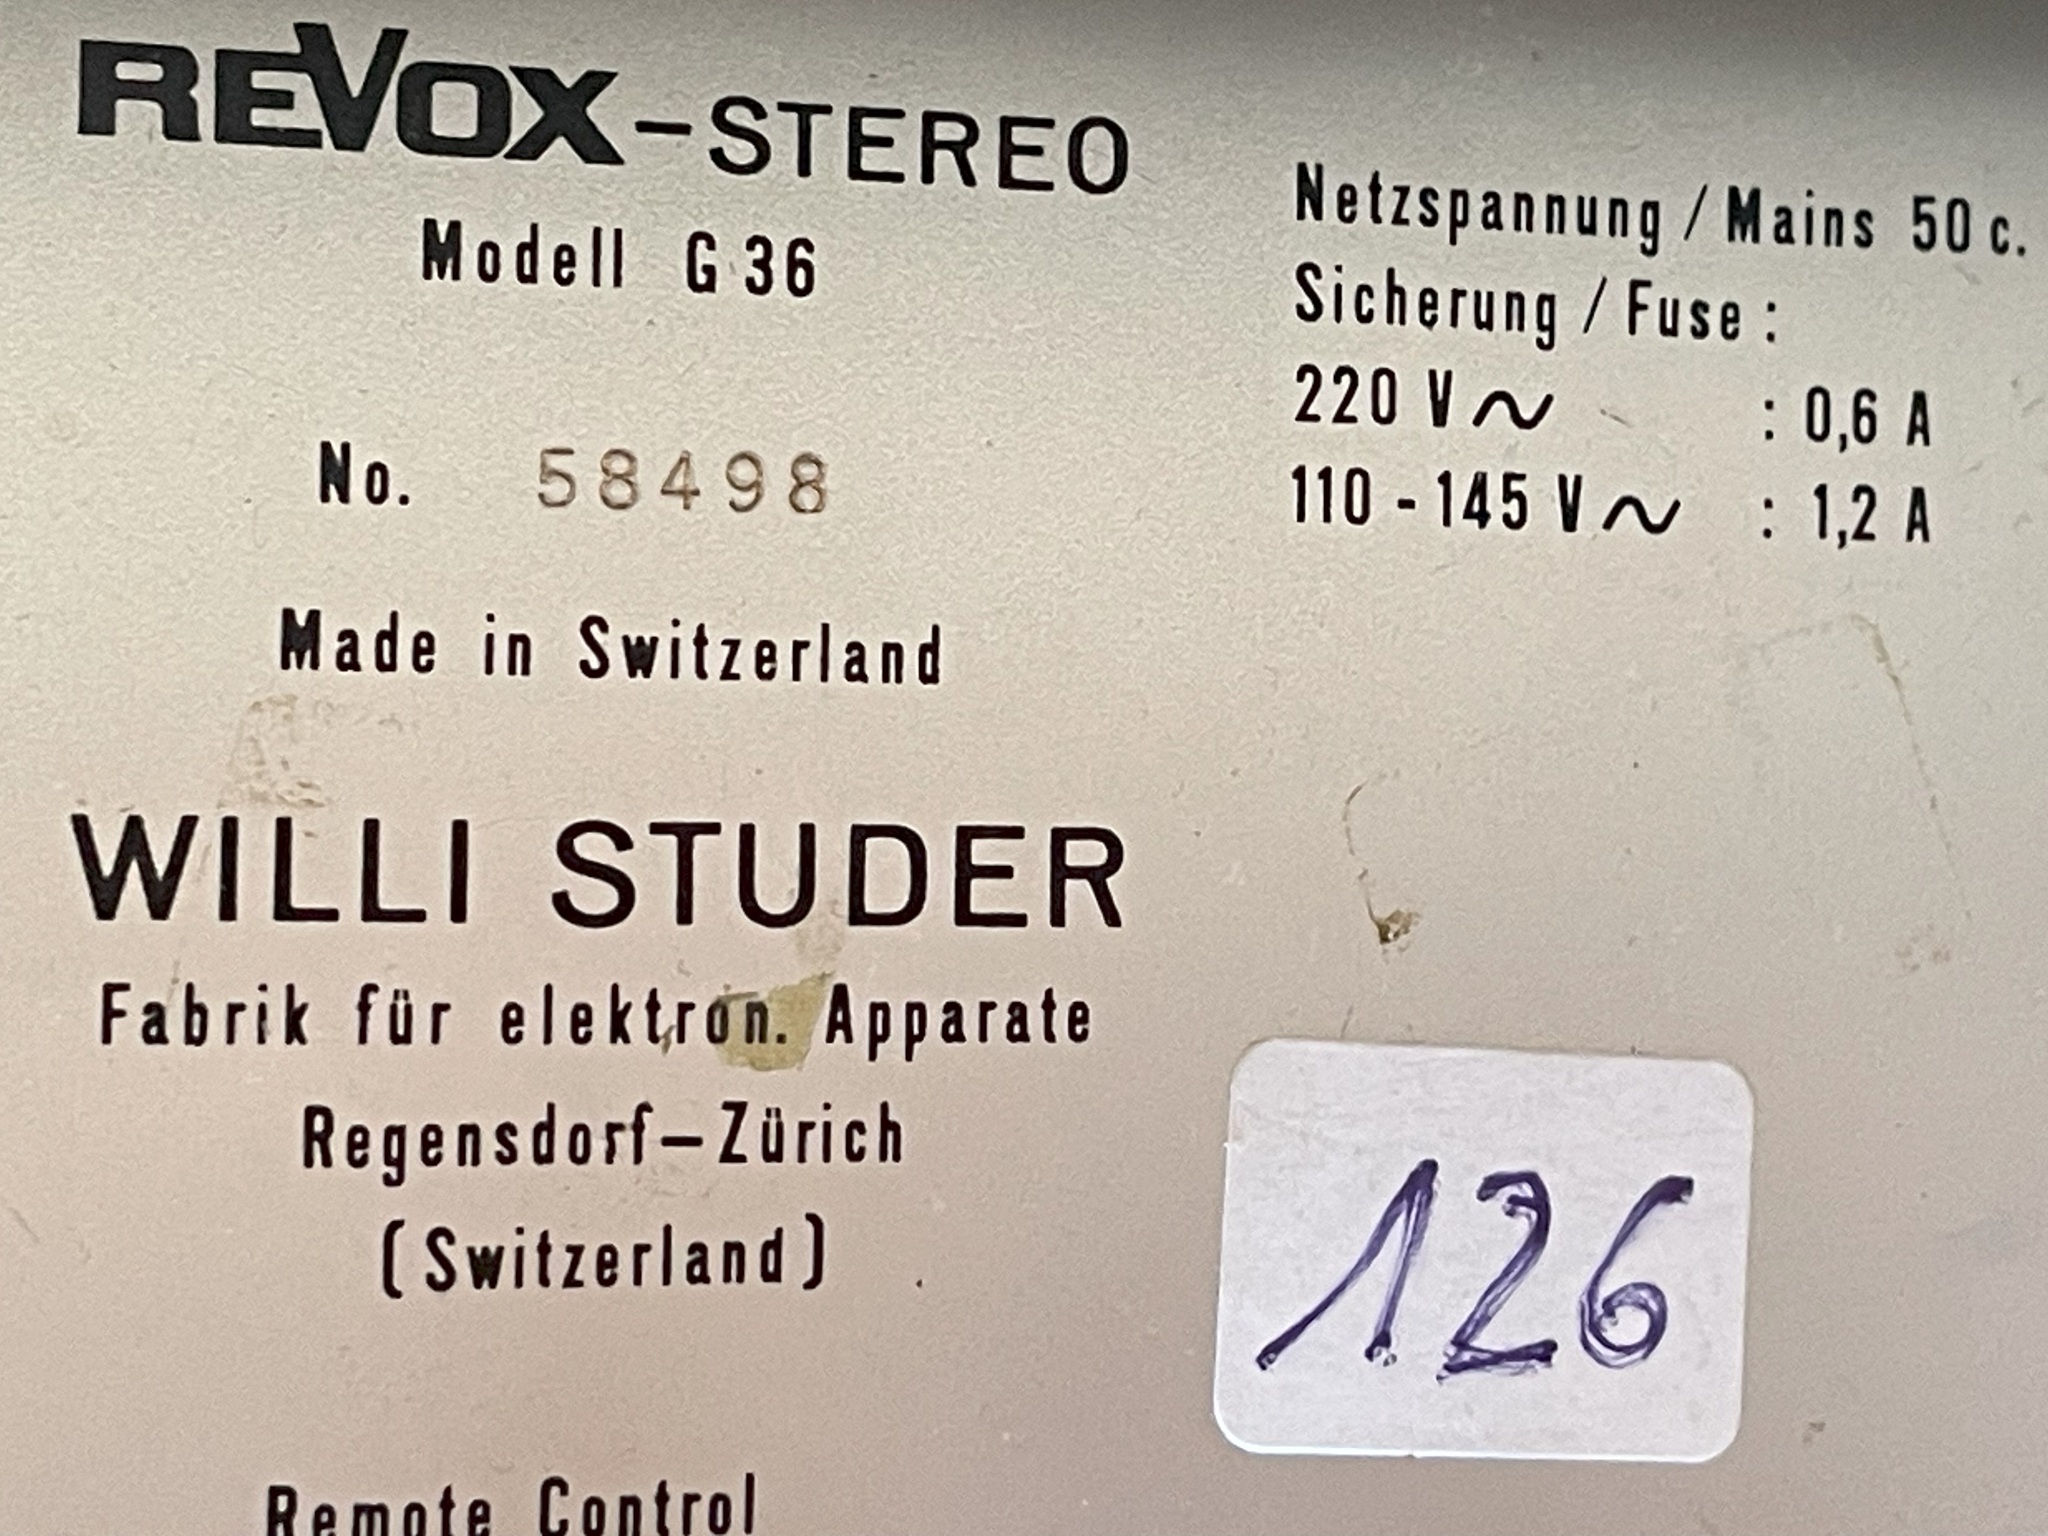 REVOX-STEREO
Modell G 36
No. 58498
Made in Switzerland
WILLI STUDER
Fabrik für elektron. Apparate
Regensdorf-Zürich
(Switzerland)
Remote Control
Netzspannung / Mains 50 c.
Sicherung / Fuse :
220 V ~ : 0,6 A
110 - 145 V ~ : 1,2 A
126